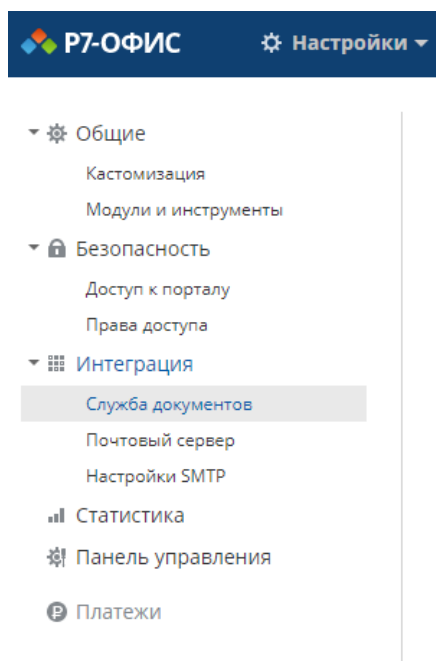 Р7-ОФИС Настройки
Общие
Кастомизация
Модули и инструменты
Безопасность
Доступ к порталу
Права доступа
Интеграция
Служба документов
Почтовый сервер
Настройки SMTP
Статистика
Панель управления
Платежи